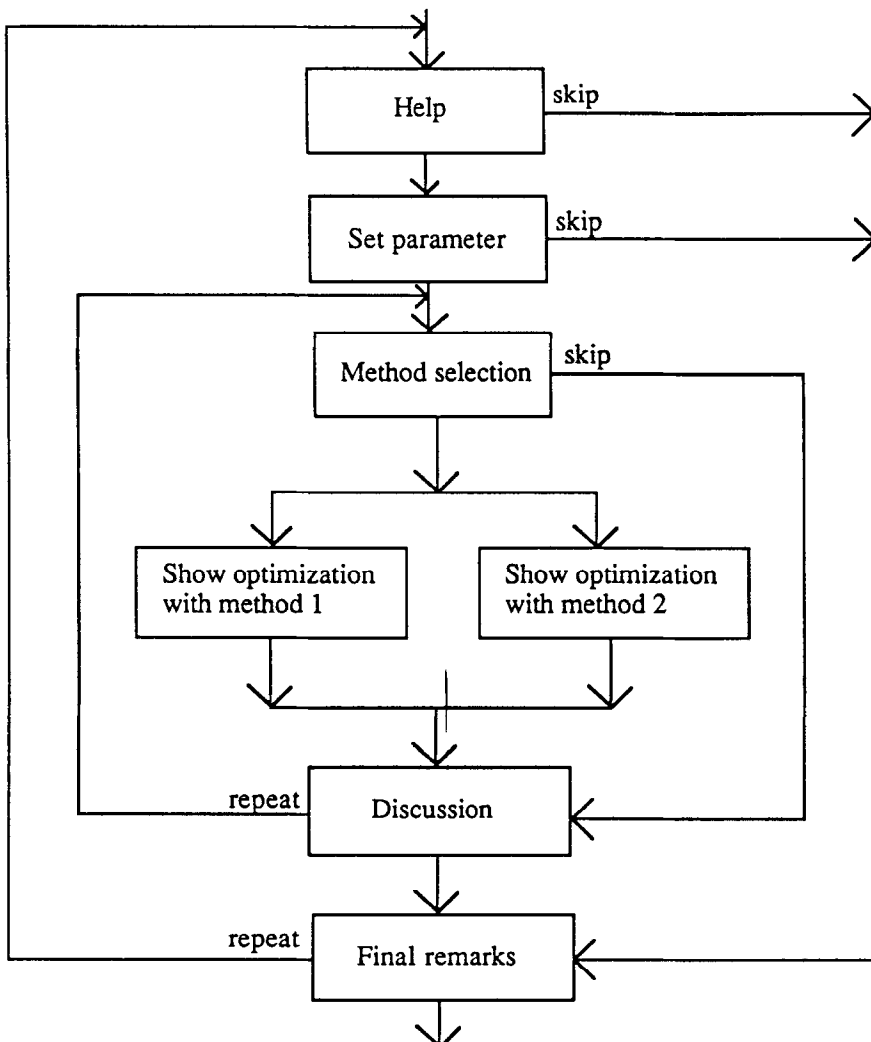 Help
skip
Set parameter
skip
Method selection
skip
Show optimization
with method 1
Show optimization
with method 2
repeat
Discussion
repeat
Final remarks